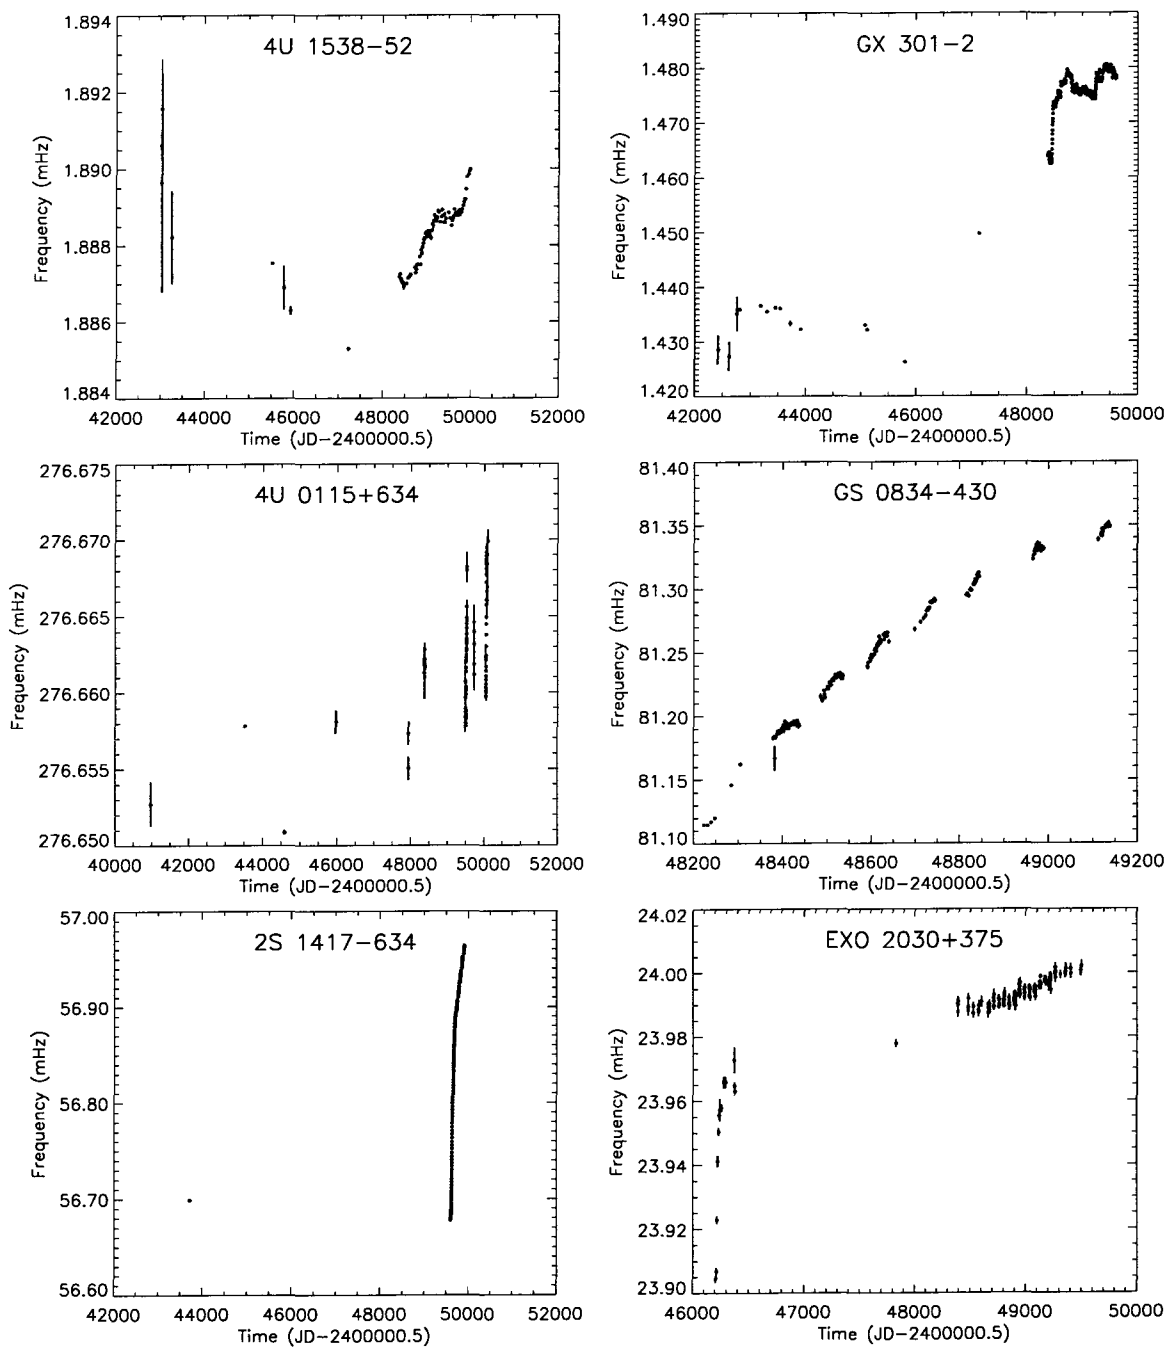 4U 1538−52
1.894
1.892
1.890
1.888
1.886
1.884
Frequency (mHz)
42000 44000 46000 48000 50000 52000
Time (JD−2400000.5)
GX 301−2
1.490
1.480
1.470
1.460
1.450
1.440
1.430
1.420
Frequency (mHz)
42000 44000 46000 48000 50000
Time (JD−2400000.5)
4U 0115+634
276.675
276.670
276.665
276.660
276.655
276.650
Frequency (mHz)
40000 42000 44000 46000 48000 50000 52000
Time (JD−2400000.5)
GS 0834−430
81.40
81.35
81.30
81.25
81.20
81.15
81.10
Frequency (mHz)
48200 48400 48600 48800 49000 49200
Time (JD−2400000.5)
2S 1417−634
57.00
56.90
56.80
56.70
56.60
Frequency (mHz)
42000 44000 46000 48000 50000 52000
Time (JD−2400000.5)
EXO 2030+375
24.02
24.00
23.98
23.96
23.94
23.92
23.90
Frequency (mHz)
46000 47000 48000 49000 50000
Time (JD−2400000.5)